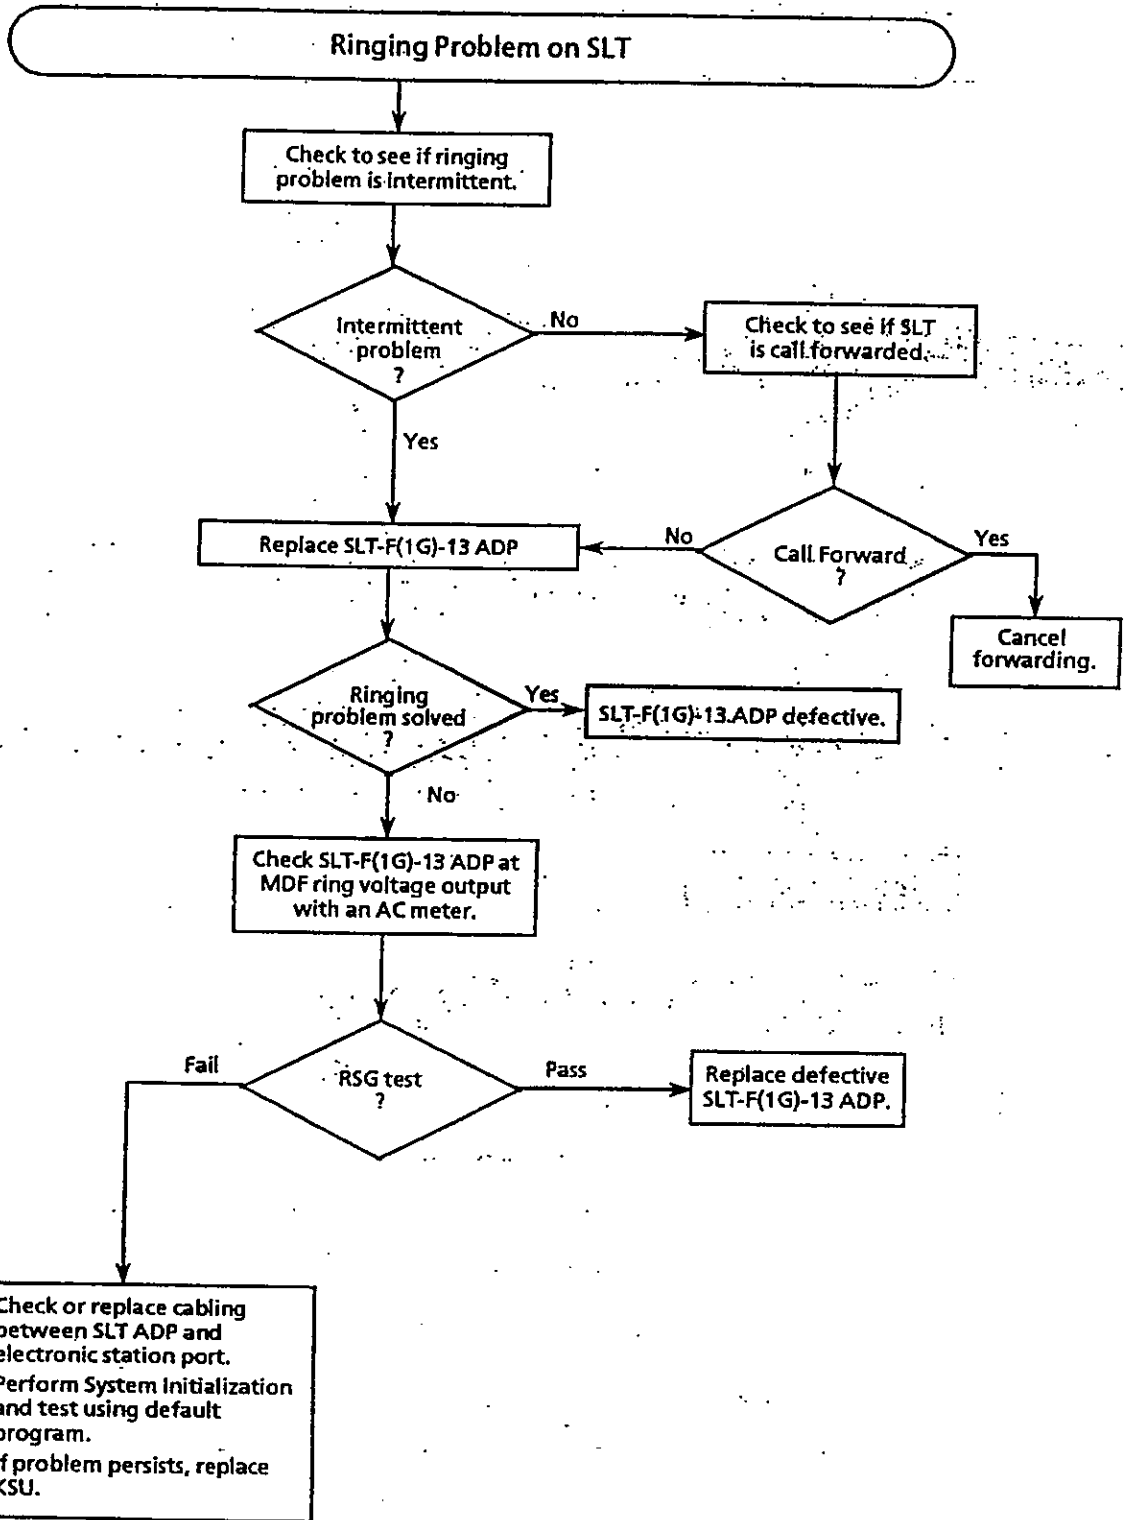 Ringing Problem on SLT
Check to see if ringing
problem is intermittent.
Intermittent
problem
?
No
Check to see if SLT
is call forwarded.
Yes
Replace SLT-F(1G)-13 ADP
No
Call Forward
?
Yes
Cancel
forwarding.
Ringing
problem solved
?
Yes
SLT-F(1G)-13 ADP defective.
No
Check SLT-F(1G)-13 ADP at
MDF ring voltage output
with an AC meter.
Fail
RSG test
?
Pass
Replace defective
SLT-F(1G)-13 ADP.
Check or replace cabling
between SLT ADP and
electronic station port.
Perform System Initialization
and test using default
program.
If problem persists, replace
KSU.